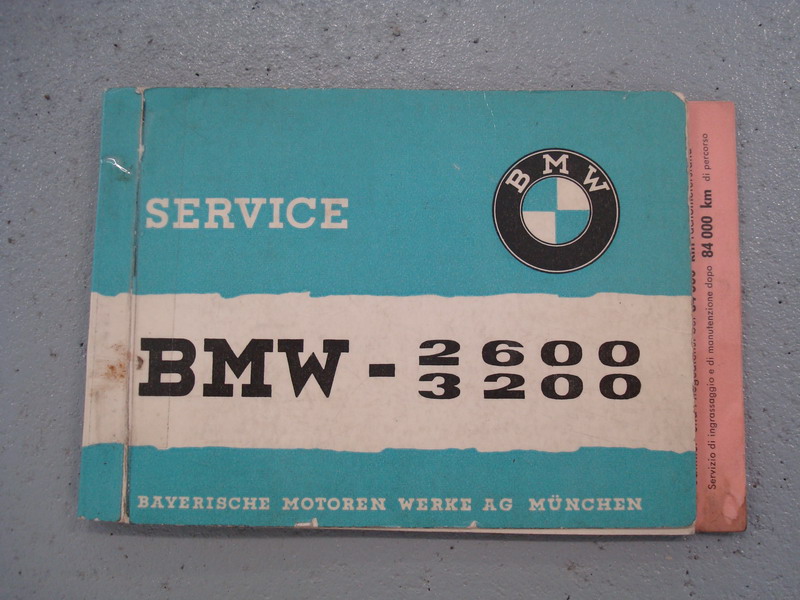 SERVICE
BMW
BMW - 2600
3200
BAYERISCHE MOTOREN WERKE AG MÜNCHEN
84 000 km di percorso
Servizio di ingrassaggio e di manutenzione dopo